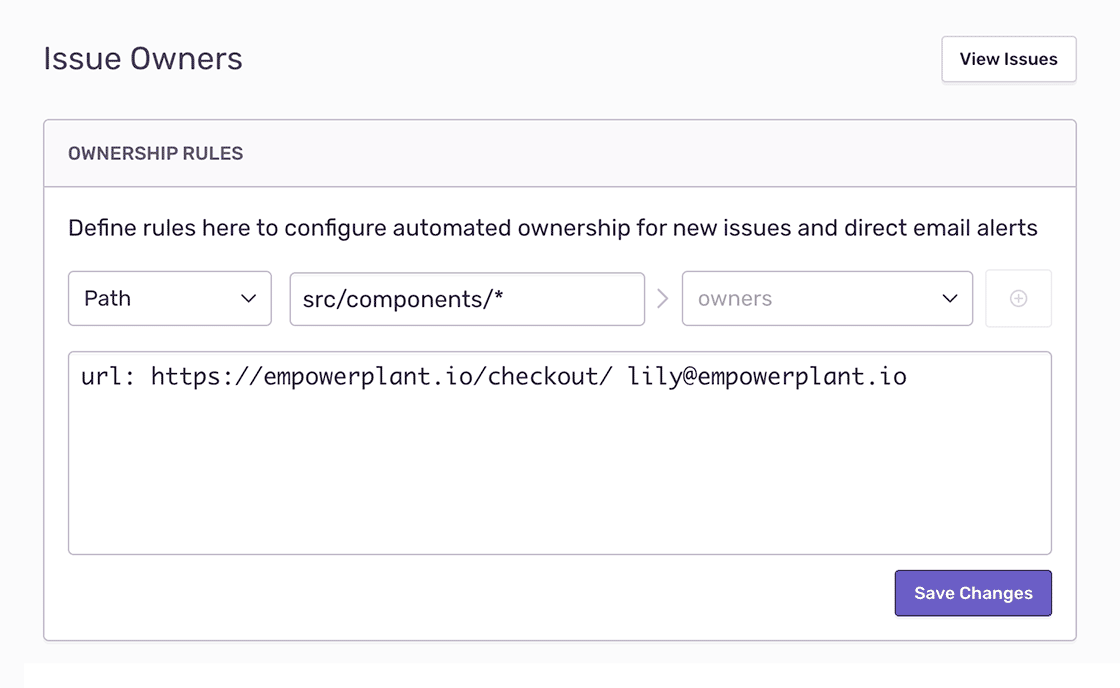 Issue Owners
View Issues
OWNERSHIP RULES
Define rules here to configure automated ownership for new issues and direct email alerts
Path src/components/* owners
url: https://empowerplant.io/checkout/ lily@empowerplant.io
Save Changes